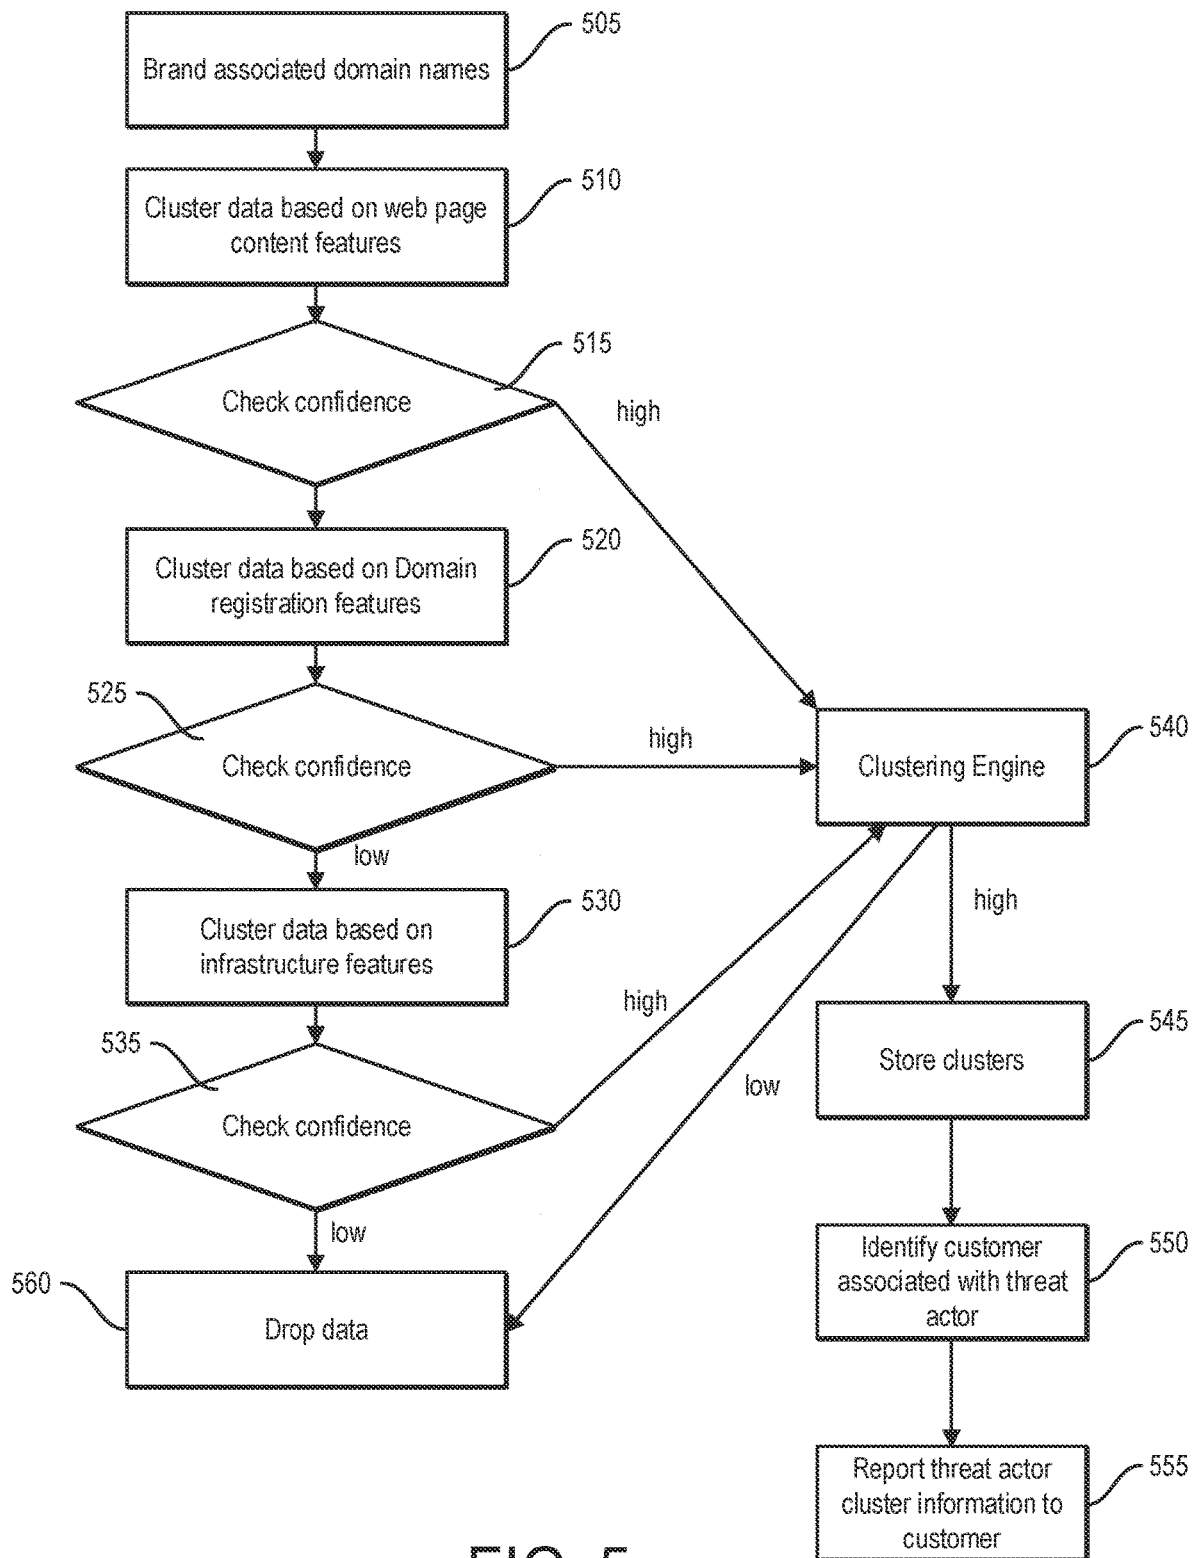 505
Brand associated domain names
510
Cluster data based on web page
content features
515
Check confidence
high
520
Cluster data based on Domain
registration features
525
Check confidence
high
540
Clustering Engine
low
530
Cluster data based on
infrastructure features
high
high
535
Check confidence
545
Store clusters
low
low
550
Identify customer
associated with threat
actor
560
Drop data
555
Report threat actor
cluster information to
customer
FIG. 5